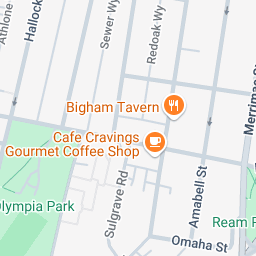 Athlone
Hallock
Sewer Wy
Redoak Wy
Merrimac
Bigham Tavern
Cafe Cravings
Gourmet Coffee Shop
Olympia Park
Sulgrave Rd
Amabell St
Ream
Omaha St